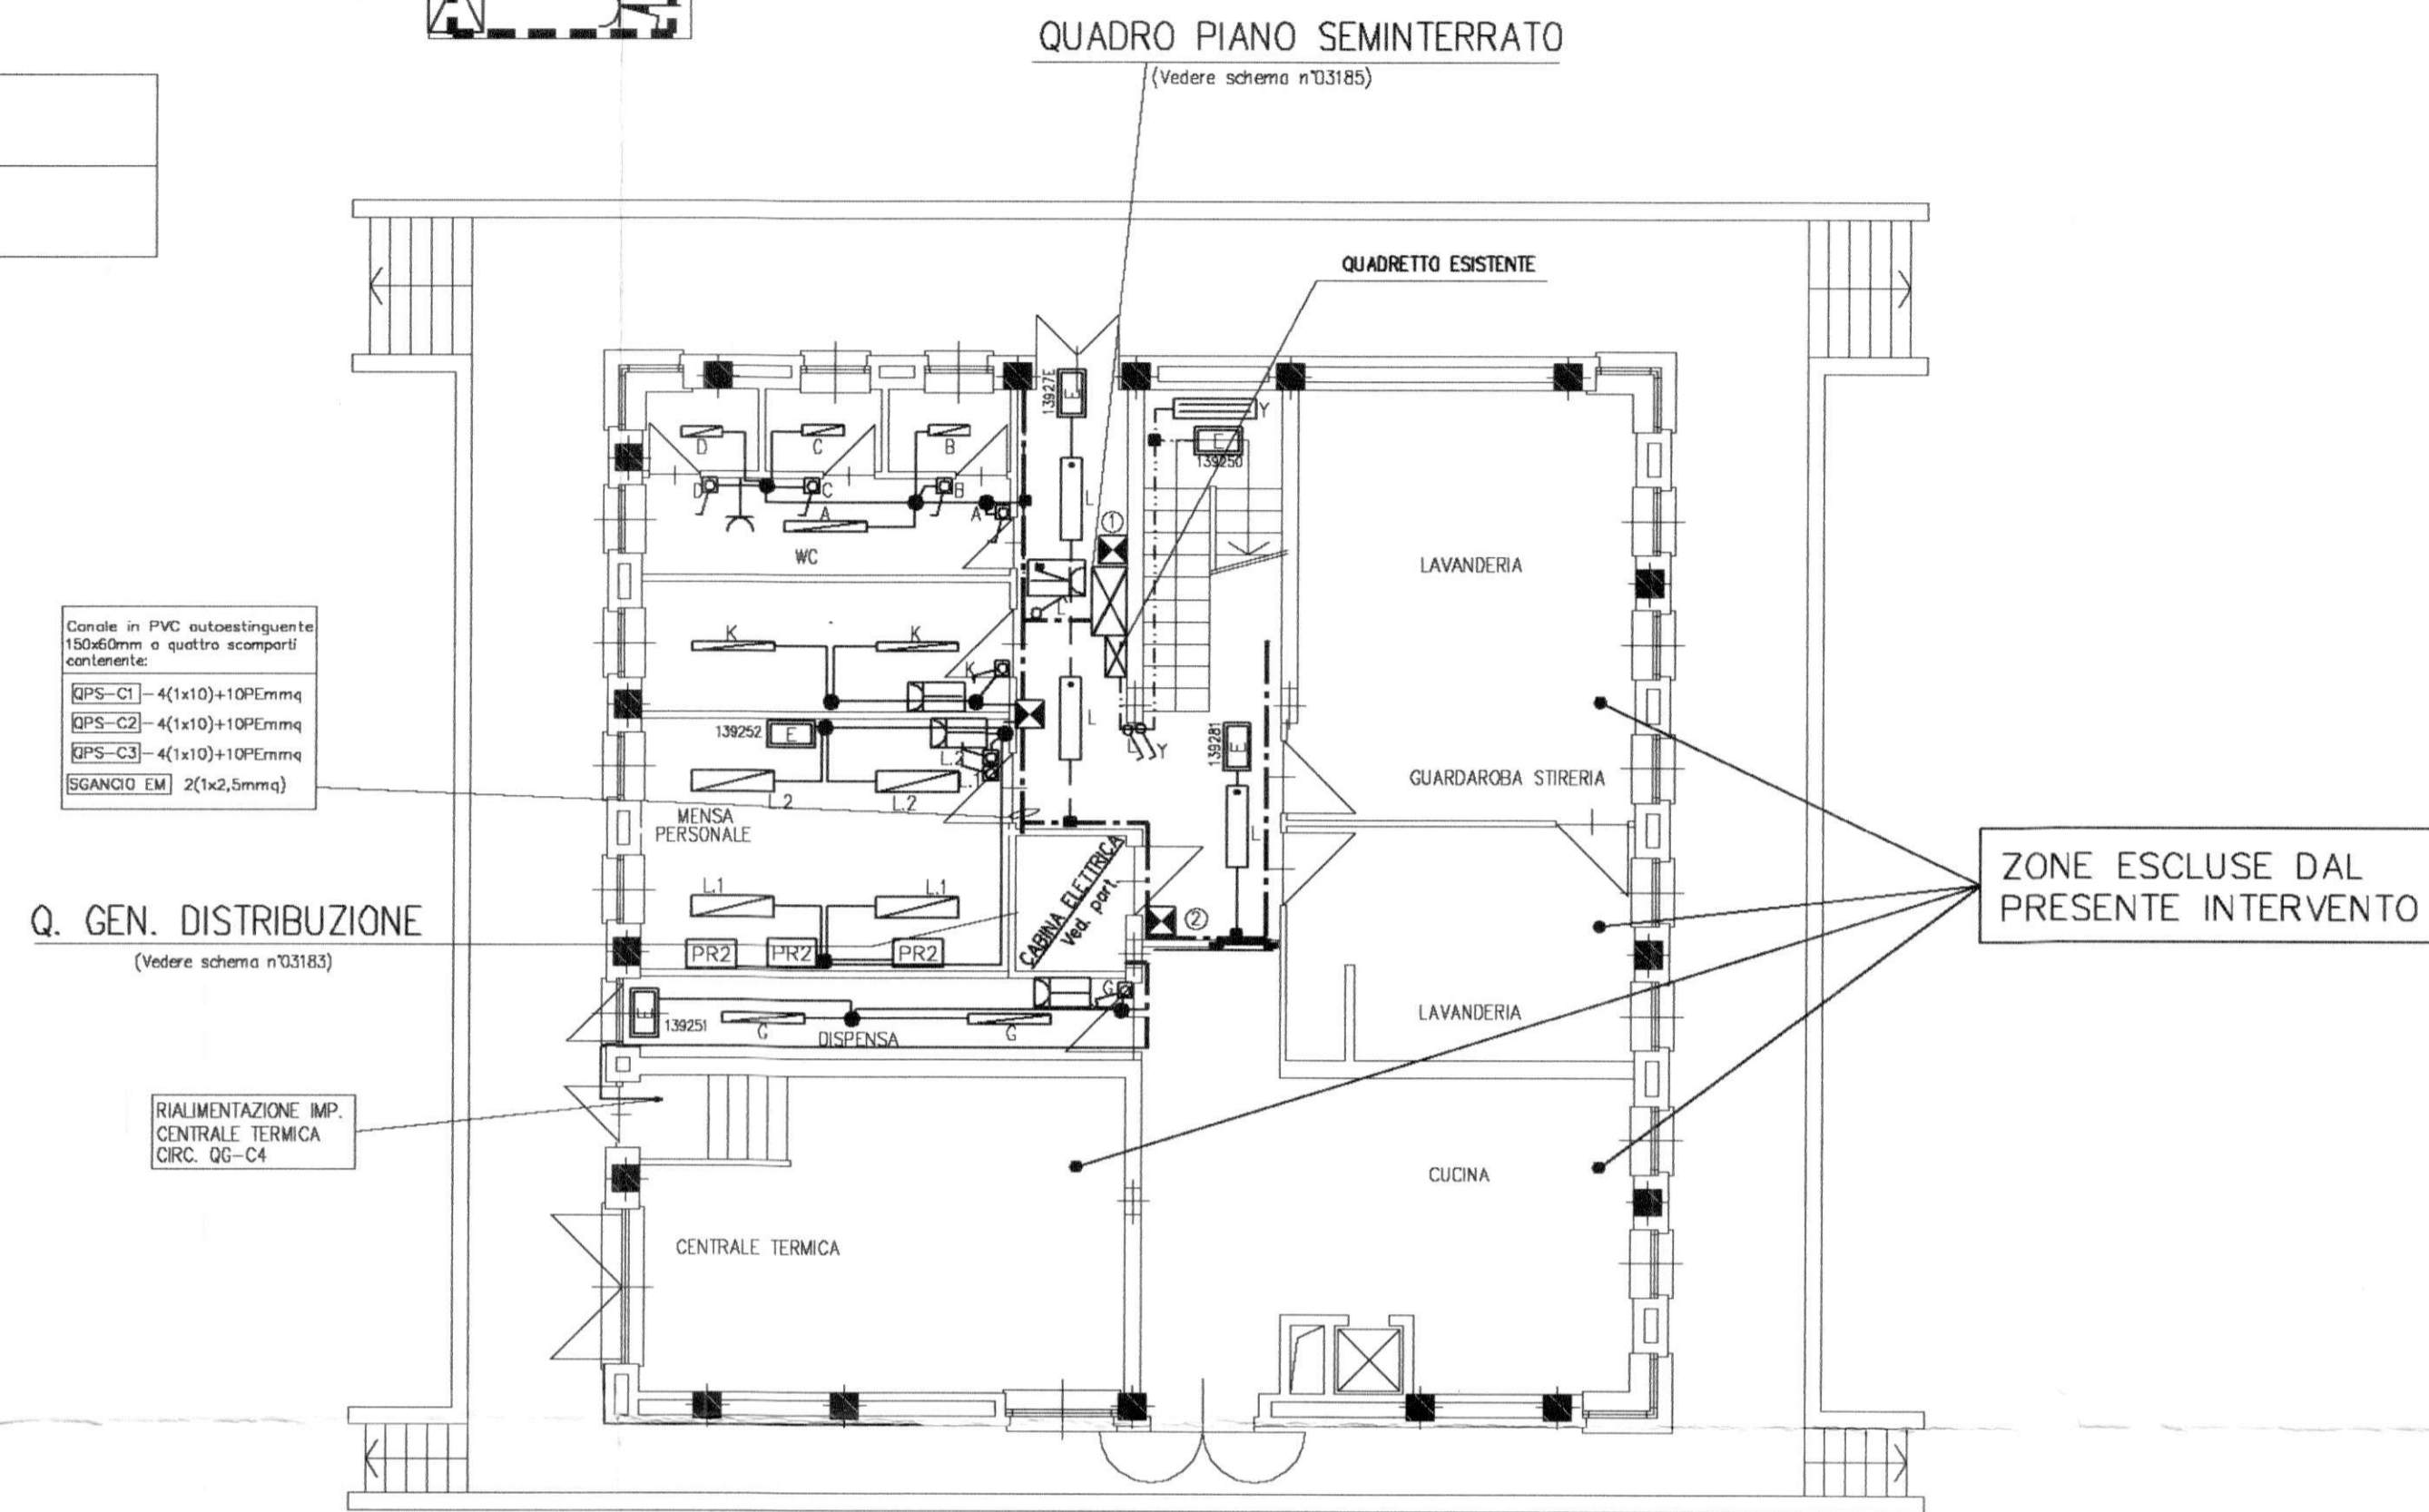 QUADRO PIANO SEMINTERRATO
(Vedere schema n°03185)
QUADRETTO ESISTENTE
13927E
E
Y
E
139250
D
C
B
D
C
B
A
A
L
1
WC
L
LAVANDERIA
Canale in PVC autoestinguente
150x60mm a quattro scomparti
contenente:
QPS-C1 - 4(1x10)+10PEmmq
QPS-C2 - 4(1x10)+10PEmmq
QPS-C3 - 4(1x10)+10PEmmq
SGANCIO EM 2(1x2,5mmq)
K
K
K
L
139252
E
L
Y
139281
E
L.2
L.2
L.2
L.1
GUARDAROBA STIRERIA
MENSA
PERSONALE
L
CABINA ELETTRICA
Ved. part.
ZONE ESCLUSE DAL
PRESENTE INTERVENTO
L.1
L.1
2
Q. GEN. DISTRIBUZIONE
(Vedere schema n°03183)
PR2
PR2
PR2
G
E
139251
G
G
DISPENSA
LAVANDERIA
RIALIMENTAZIONE IMP.
CENTRALE TERMICA
CIRC. QG-C4
CUCINA
CENTRALE TERMICA